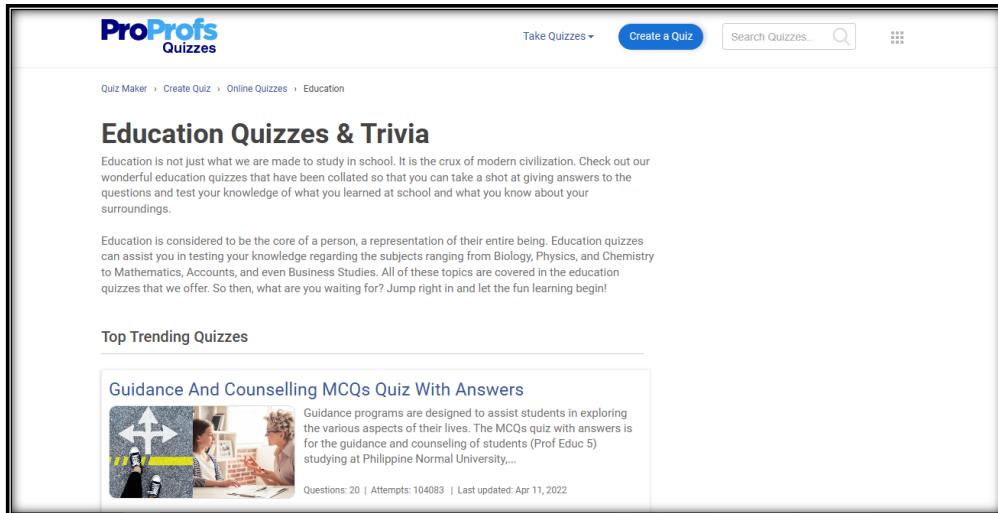 ProProfs
Quizzes
Take Quizzes
Create a Quiz
Search Quizzes..
Quiz Maker › Create Quiz › Online Quizzes › Education
Education Quizzes & Trivia
Education is not just what we are made to study in school. It is the crux of modern civilization. Check out our
wonderful education quizzes that have been collated so that you can take a shot at giving answers to the
questions and test your knowledge of what you learned at school and what you know about your
surroundings.
Education is considered to be the core of a person, a representation of their entire being. Education quizzes
can assist you in testing your knowledge regarding the subjects ranging from Biology, Physics, and Chemistry
to Mathematics, Accounts, and even Business Studies. All of these topics are covered in the education
quizzes that we offer. So then, what are you waiting for? Jump right in and let the fun learning begin!
Top Trending Quizzes
Guidance And Counselling MCQs Quiz With Answers
Guidance programs are designed to assist students in exploring
the various aspects of their lives. The MCQs quiz with answers is
for the guidance and counseling of students (Prof Educ 5)
studying at Philippine Normal University,...
Questions: 20 | Attempts: 104083 | Last updated: Apr 11, 2022